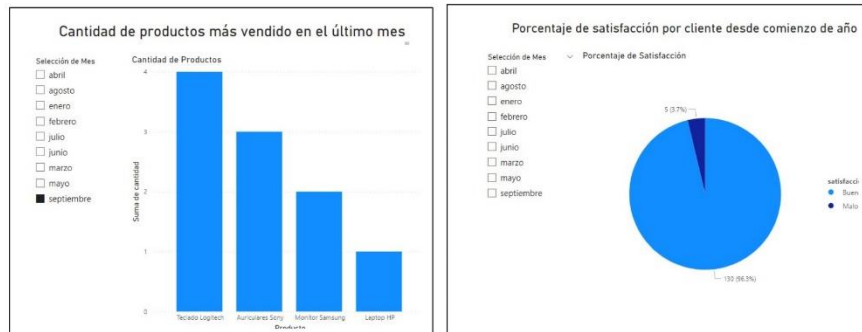 Cantidad de productos más vendido en el último mes
Selección de Mes
abril
agosto
enero
febrero
julio
junio
marzo
mayo
septiembre
Cantidad de Productos
Suma de cantidad
4
3
2
1
0
Teclado Logitech
Auriculares Sony
Monitor Samsung
Laptop HP
Producto
Porcentaje de satisfacción por cliente desde comienzo de año
Selección de Mes
abril
agosto
enero
febrero
julio
junio
marzo
mayo
septiembre
Porcentaje de Satisfacción
5 (3.7%)
130 (96.3%)
satisfacci
Buen
Malo